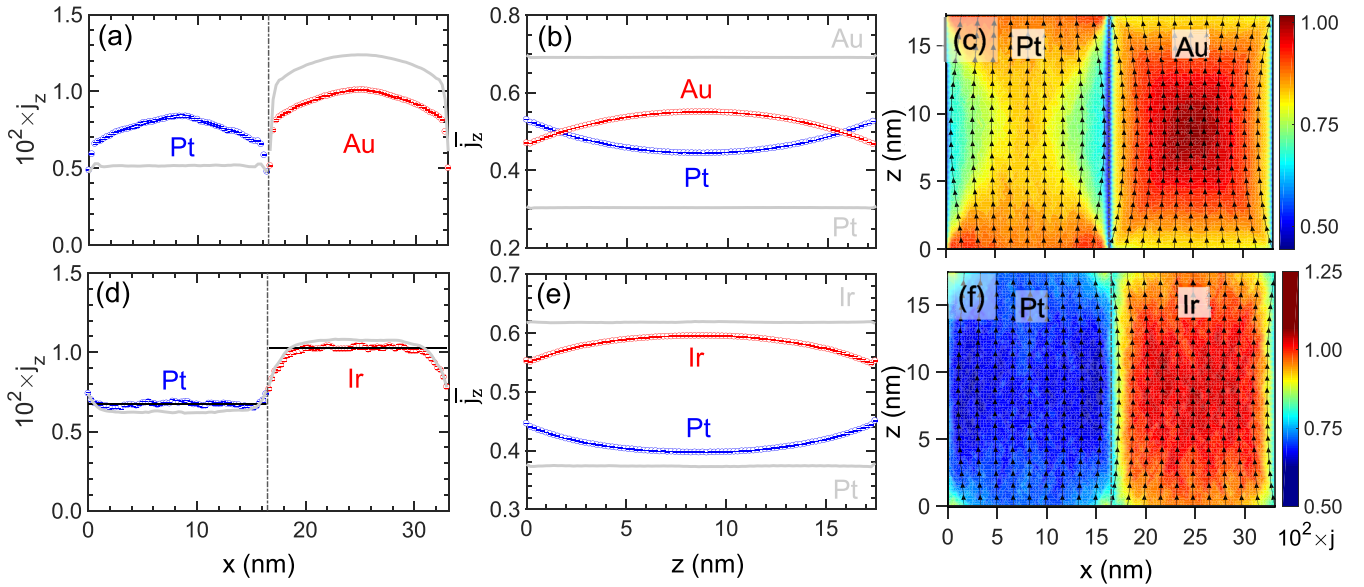 (a)
1.5
1.0
0.5
0.0
10²×j_z
Pt
Au
(b)
0.8
0.6
0.4
0.2
j̅_z
Au
Au
Pt
Pt
(c)
Pt
Au
15
10
5
0
z (nm)
1.00
0.75
0.50
(d)
1.5
1.0
0.5
0.0
10²×j_z
Pt
Ir
0
10
20
30
x (nm)
(e)
0.7
0.6
0.5
0.4
0.3
j̅_z
Ir
Ir
Pt
Pt
0
5
10
15
z (nm)
(f)
Pt
Ir
15
10
5
0
z (nm)
0
5
10
15
20
25
30
x (nm)
1.25
1.00
0.75
0.50
10²×j